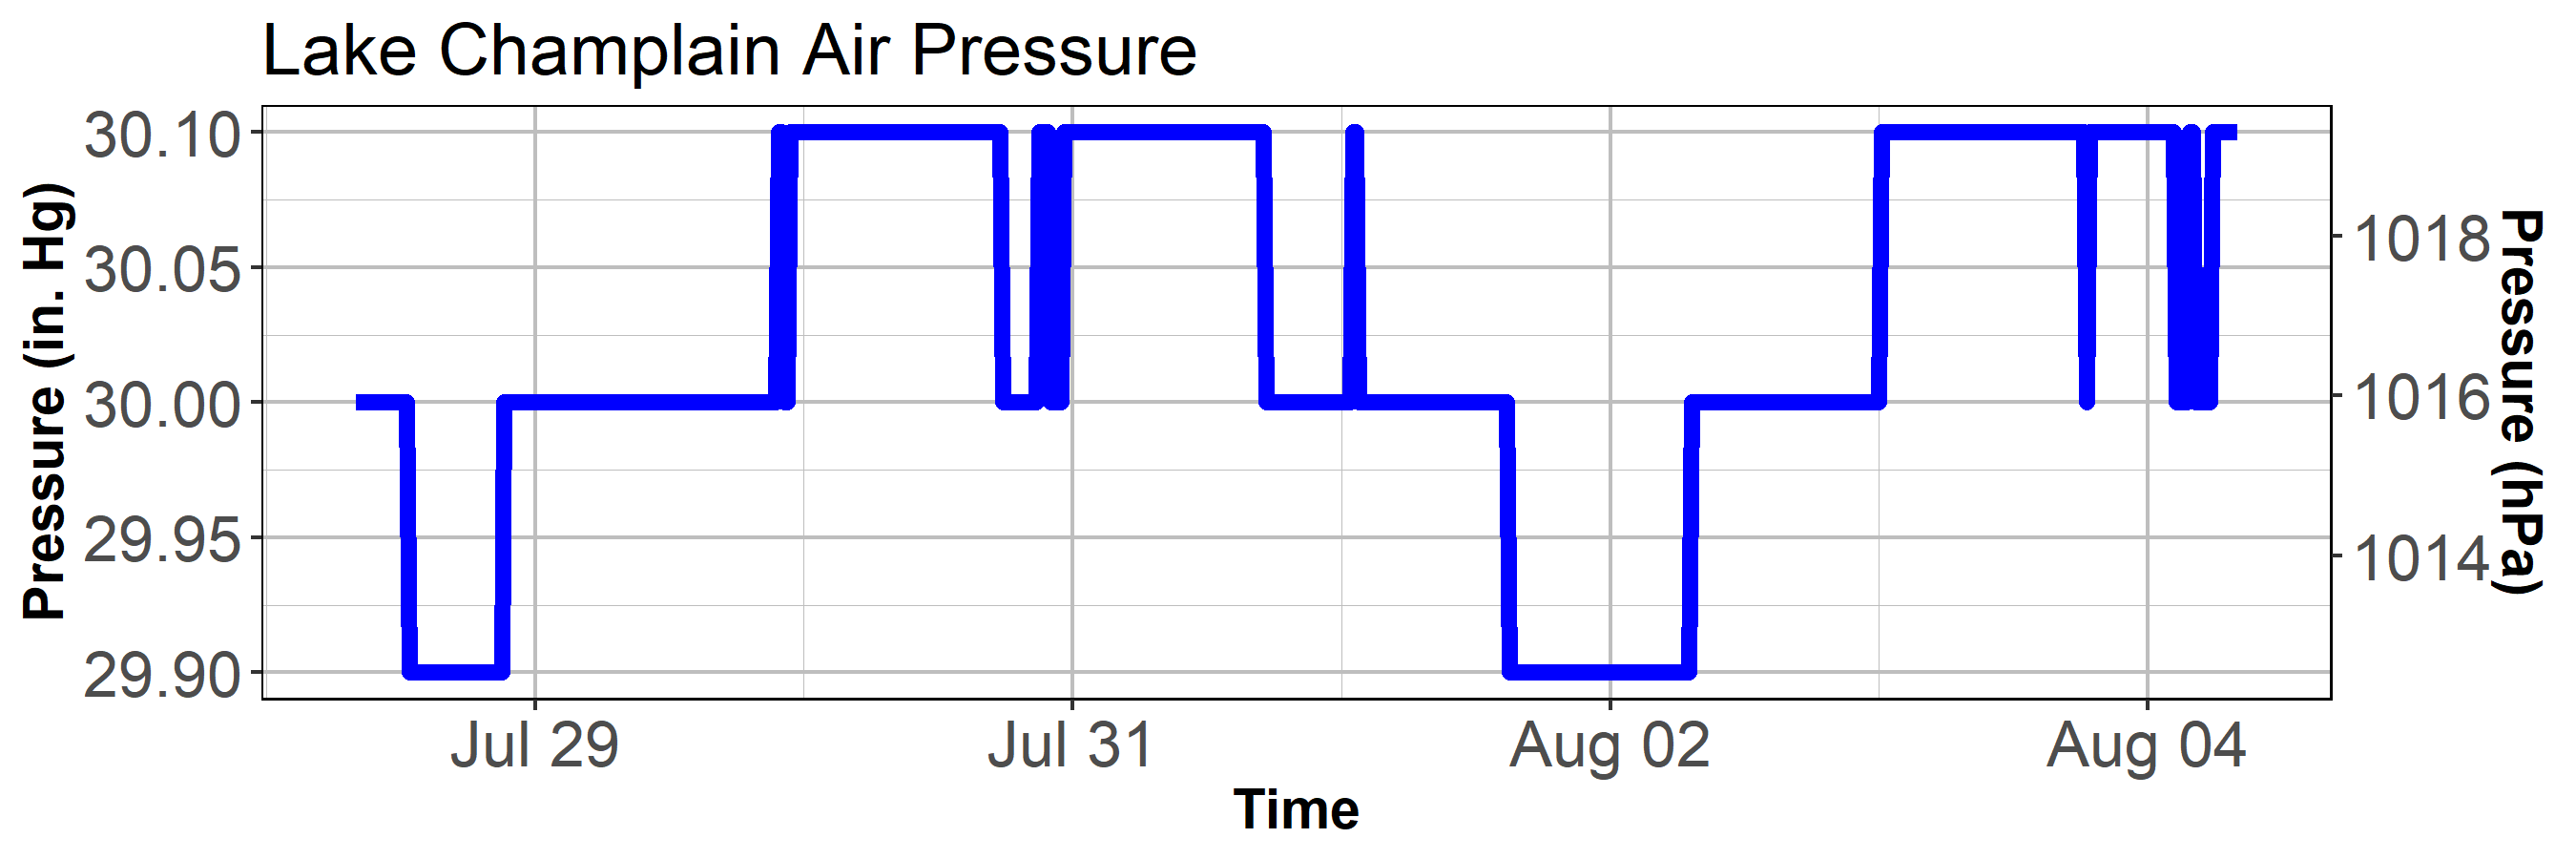 Lake Champlain Air Pressure
30.10
30.05
30.00
29.95
29.90
Pressure (in. Hg)
1018
1016
1014
Pressure (hPa)
Jul 29
Jul 31
Aug 02
Aug 04
Time